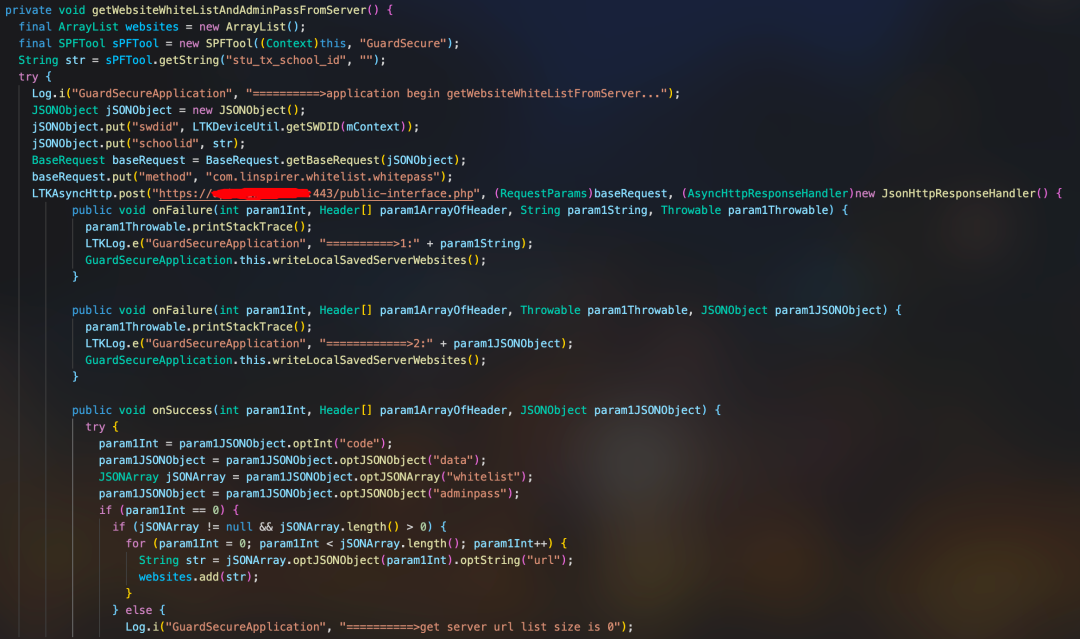 private void getWebsiteWhiteListAndAdminPassFromServer() {
final ArrayList websites = new ArrayList();
final SPFTool sPFTool = new SPFTool((Context)this, "GuardSecure");
String str = sPFTool.getString("stu_tx_school_id", "");
try {
Log.i("GuardSecureApplication", "==========>application begin getWebsiteWhiteListFromServer...");
JSONObject jSONObject = new JSONObject();
jSONObject.put("swdid", LTKDeviceUtil.getSWDID(mContext));
jSONObject.put("schoolid", str);
BaseRequest baseRequest = BaseRequest.getBaseRequest(jSONObject);
baseRequest.put("method", "com.linspirer.whitelist.whitepass");
LTKAsyncHttp.post("https://:443/public-interface.php", (RequestParams)baseRequest, (AsyncHttpResponseHandler)new JsonHttpResponseHandler() {
public void onFailure(int param1Int, Header[] param1ArrayOfHeader, String param1String, Throwable param1Throwable) {
param1Throwable.printStackTrace();
LTKLog.e("GuardSecureApplication", "==========>1:" + param1String);
GuardSecureApplication.this.writeLocalSavedServerWebsites();
}
public void onFailure(int param1Int, Header[] param1ArrayOfHeader, Throwable param1Throwable, JSONObject param1JSONObject) {
param1Throwable.printStackTrace();
LTKLog.e("GuardSecureApplication", "============>2:" + param1JSONObject);
GuardSecureApplication.this.writeLocalSavedServerWebsites();
}
public void onSuccess(int param1Int, Header[] param1ArrayOfHeader, JSONObject param1JSONObject) {
try {
param1Int = param1JSONObject.optInt("code");
param1JSONObject = param1JSONObject.optJSONObject("data");
JSONArray jSONArray = param1JSONObject.optJSONArray("whitelist");
param1JSONObject = param1JSONObject.optJSONObject("adminpass");
if (param1Int == 0) {
if (jSONArray != null && jSONArray.length() > 0) {
for (param1Int = 0; param1Int < jSONArray.length(); param1Int++) {
String str = jSONArray.optJSONObject(param1Int).optString("url");
websites.add(str);
}
} else {
Log.i("GuardSecureApplication", "==========>get server url list size is 0");